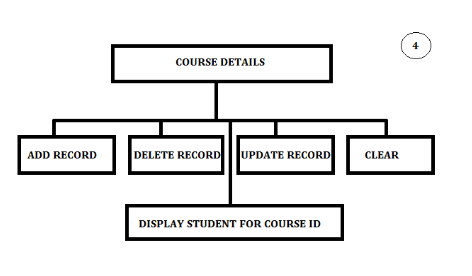 4
COURSE DETAILS
ADD RECORD
DELETE RECORD
UPDATE RECORD
CLEAR
DISPLAY STUDENT FOR COURSE ID